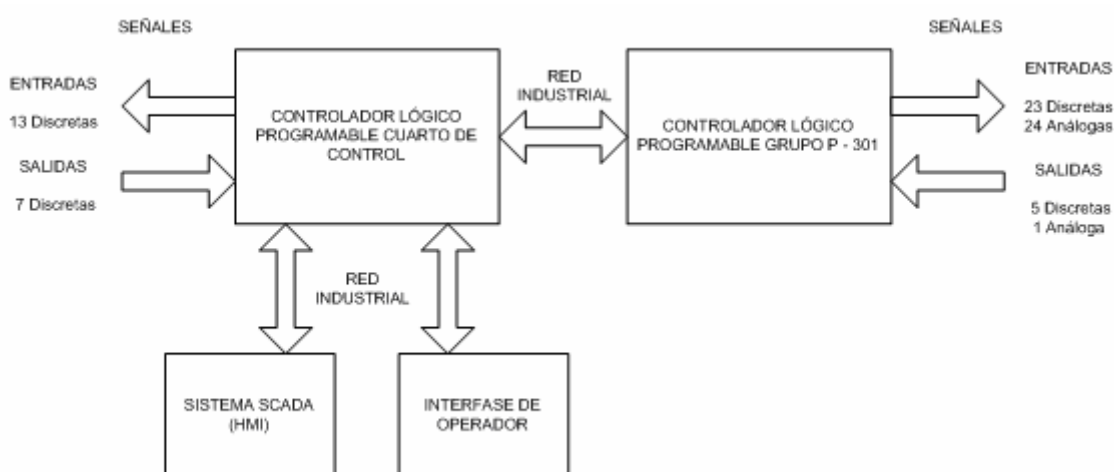 SEÑALES
ENTRADAS
13 Discretas
SALIDAS
7 Discretas
CONTROLADOR LÓGICO
PROGRAMABLE CUARTO DE
CONTROL
RED
INDUSTRIAL
CONTROLADOR LÓGICO
PROGRAMABLE GRUPO P - 301
SEÑALES
ENTRADAS
23 Discretas
24 Análogas
SALIDAS
5 Discretas
1 Análoga
RED
INDUSTRIAL
SISTEMA SCADA
(HMI)
INTERFASE DE
OPERADOR